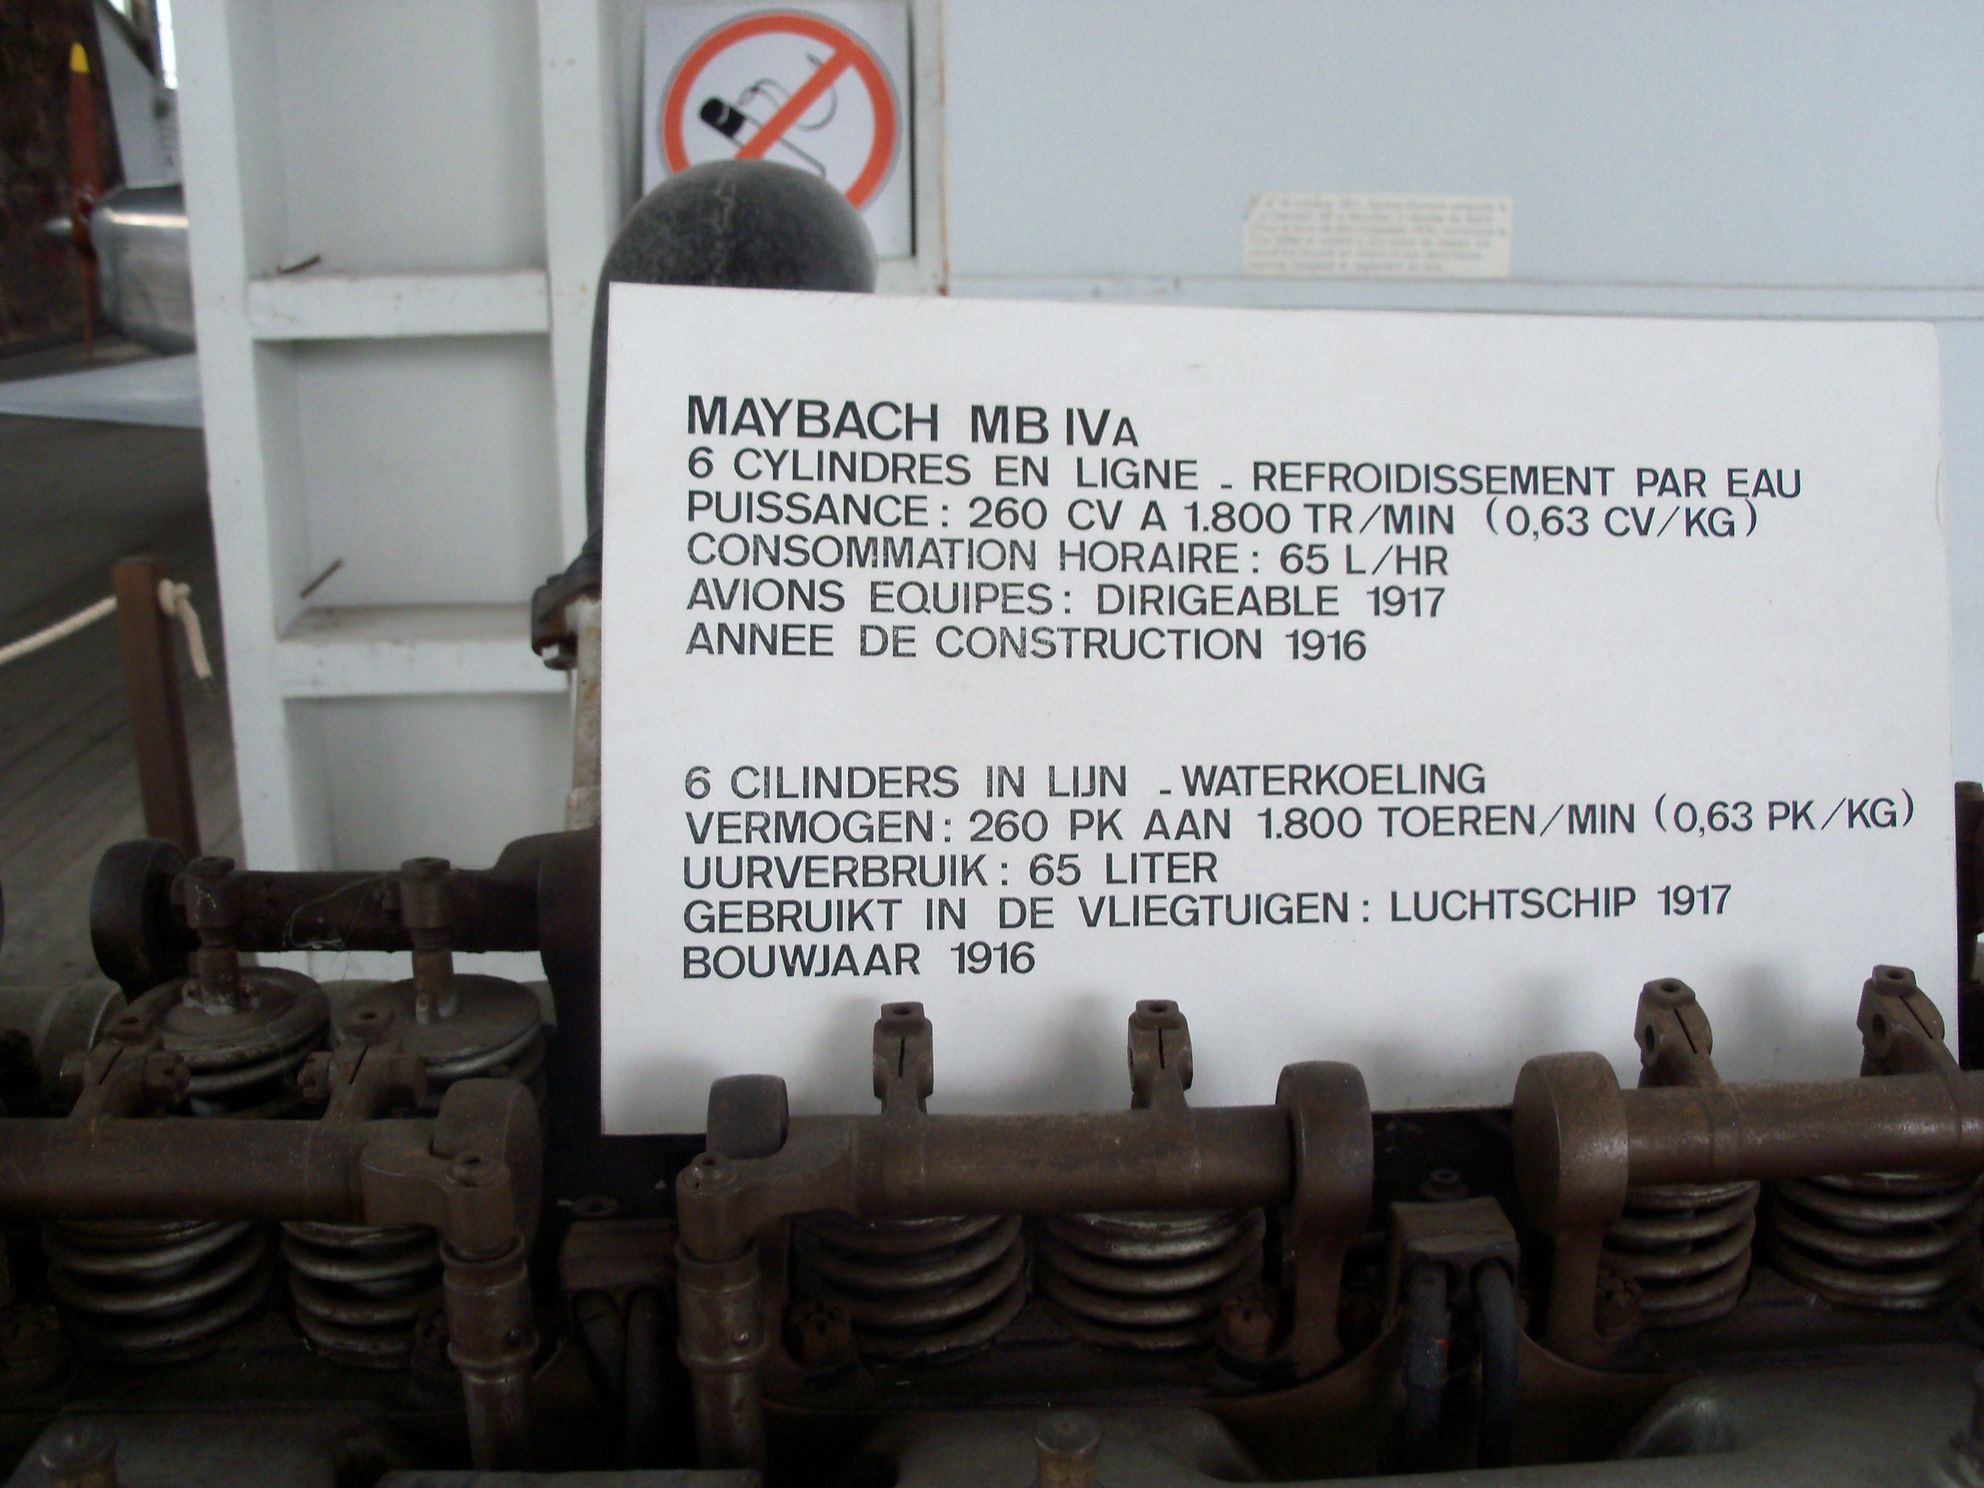 MAYBACH MB IVA
6 CYLINDRES EN LIGNE - REFROIDISSEMENT PAR EAU
PUISSANCE : 260 CV A 1.800 TR/MIN (0,63 CV/KG)
CONSOMMATION HORAIRE : 65 L/HR
AVIONS EQUIPES : DIRIGEABLE 1917
ANNEE DE CONSTRUCTION 1916
6 CILINDERS IN LIJN - WATERKOELING
VERMOGEN : 260 PK AAN 1.800 TOEREN/MIN (0,63 PK/KG)
UURVERBRUIK : 65 LITER
GEBRUIKT IN DE VLIEGTUIGEN : LUCHTSCHIP 1917
BOUWJAAR 1916